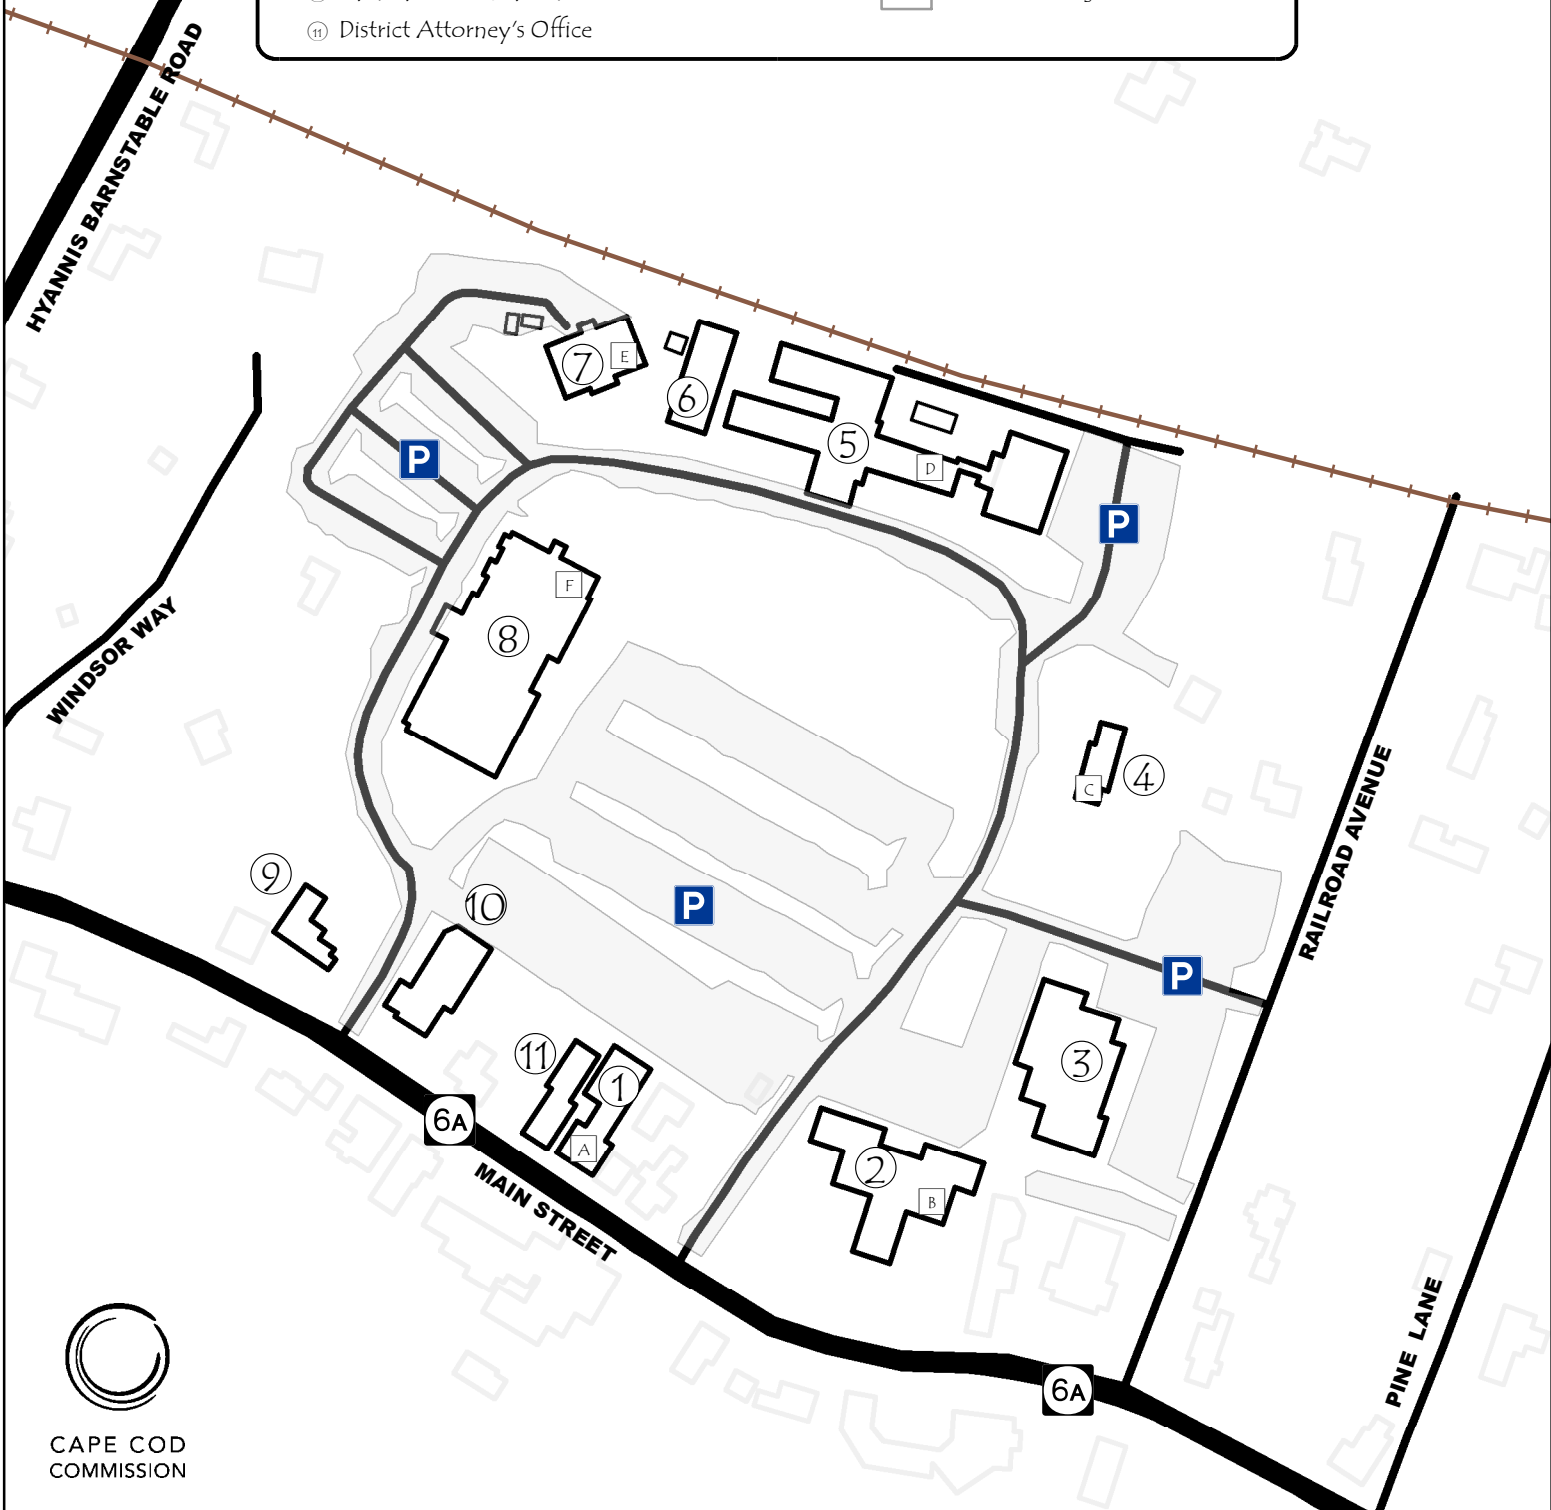 11 District Attorney's Office
HYANNIS BARNSTABLE ROAD
7
E
6
5
D
P
P
F
8
WINDSOR WAY
4
C
RAILROAD AVENUE
9
10
P
P
11
1
3
6A
A
2
B
MAIN STREET
PINE LANE
6A
CAPE COD
COMMISSION